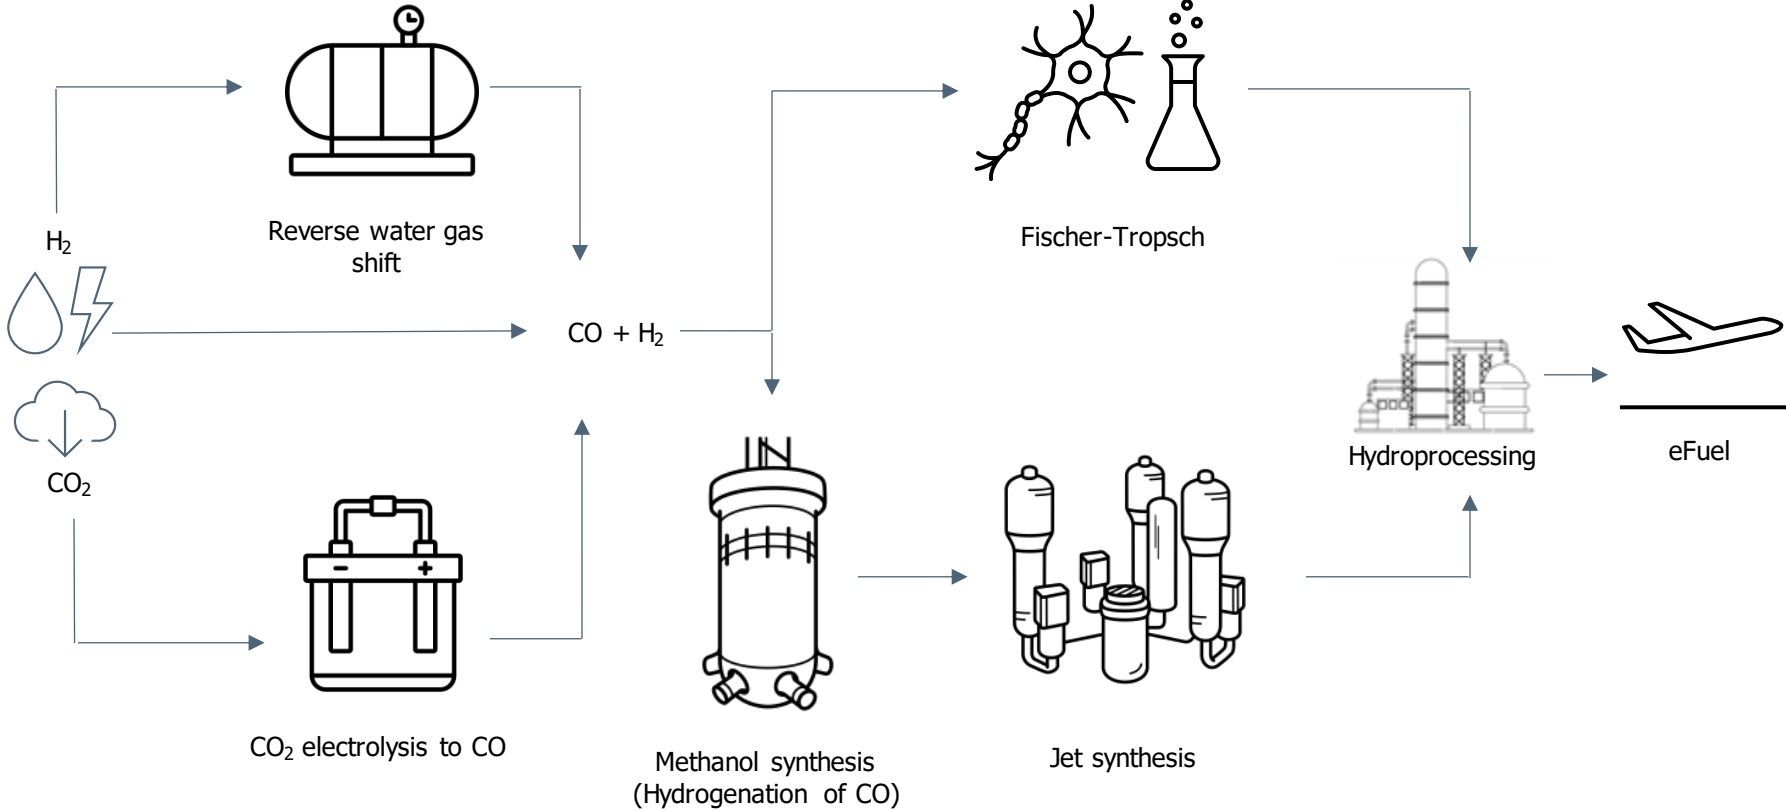 H₂
Reverse water gas
shift
Fischer-Tropsch
CO + H₂
CO₂
Hydroprocessing
eFuel
- +
CO₂ electrolysis to CO
Methanol synthesis
(Hydrogenation of CO)
Jet synthesis